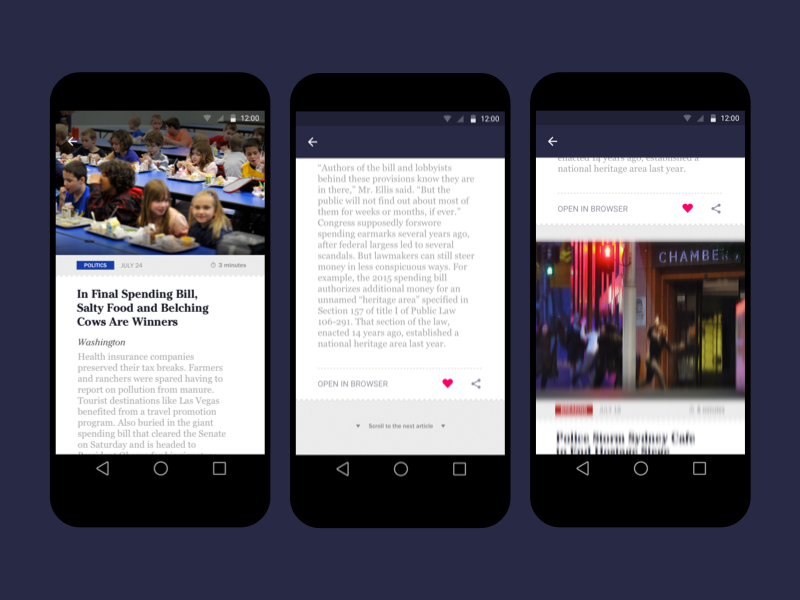 12:00
POLITICS JULY 24 3 minutes
In Final Spending Bill,
Salty Food and Belching
Cows Are Winners
Washington
Health insurance companies
preserved their tax breaks. Farmers
and ranchers were spared having to
report on pollution from manure.
Tourist destinations like Las Vegas
benefited from a travel promotion
program. Also buried in the giant
spending bill that cleared the Senate
on Saturday and is headed to
12:00
“Authors of the bill and lobbyists
behind these provisions know they are
in there,” Mr. Ellis said. “But the
public will not find out about most of
them for weeks or months, if ever.”
Congress supposedly forswore
spending earmarks several years ago,
after federal largess led to several
scandals. But lawmakers can still steer
money in less conspicuous ways. For
example, the 2015 spending bill
authorizes additional money for an
unnamed “heritage area” specified in
Section 157 of title I of Public Law
106-291. That section of the law,
enacted 14 years ago, established a
national heritage area last year.
OPEN IN BROWSER
Scroll to the next article
12:00
enacted 14 years ago, established a
national heritage area last year.
OPEN IN BROWSER
CHAMBER
Police Storm Sydney Cafe